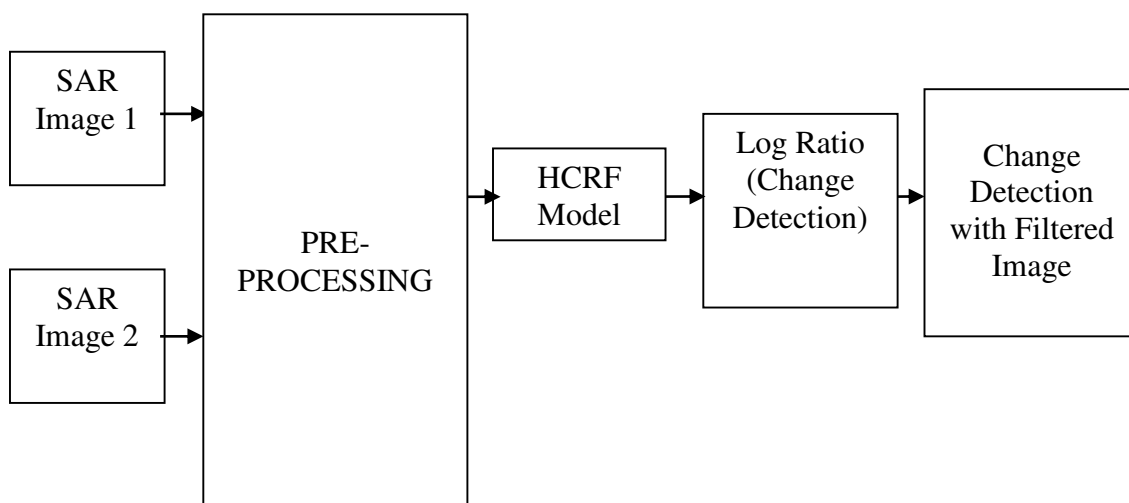 SAR
Image 1
SAR
Image 2
PRE-
PROCESSING
HCRF
Model
Log Ratio
(Change
Detection)
Change
Detection
with Filtered
Image